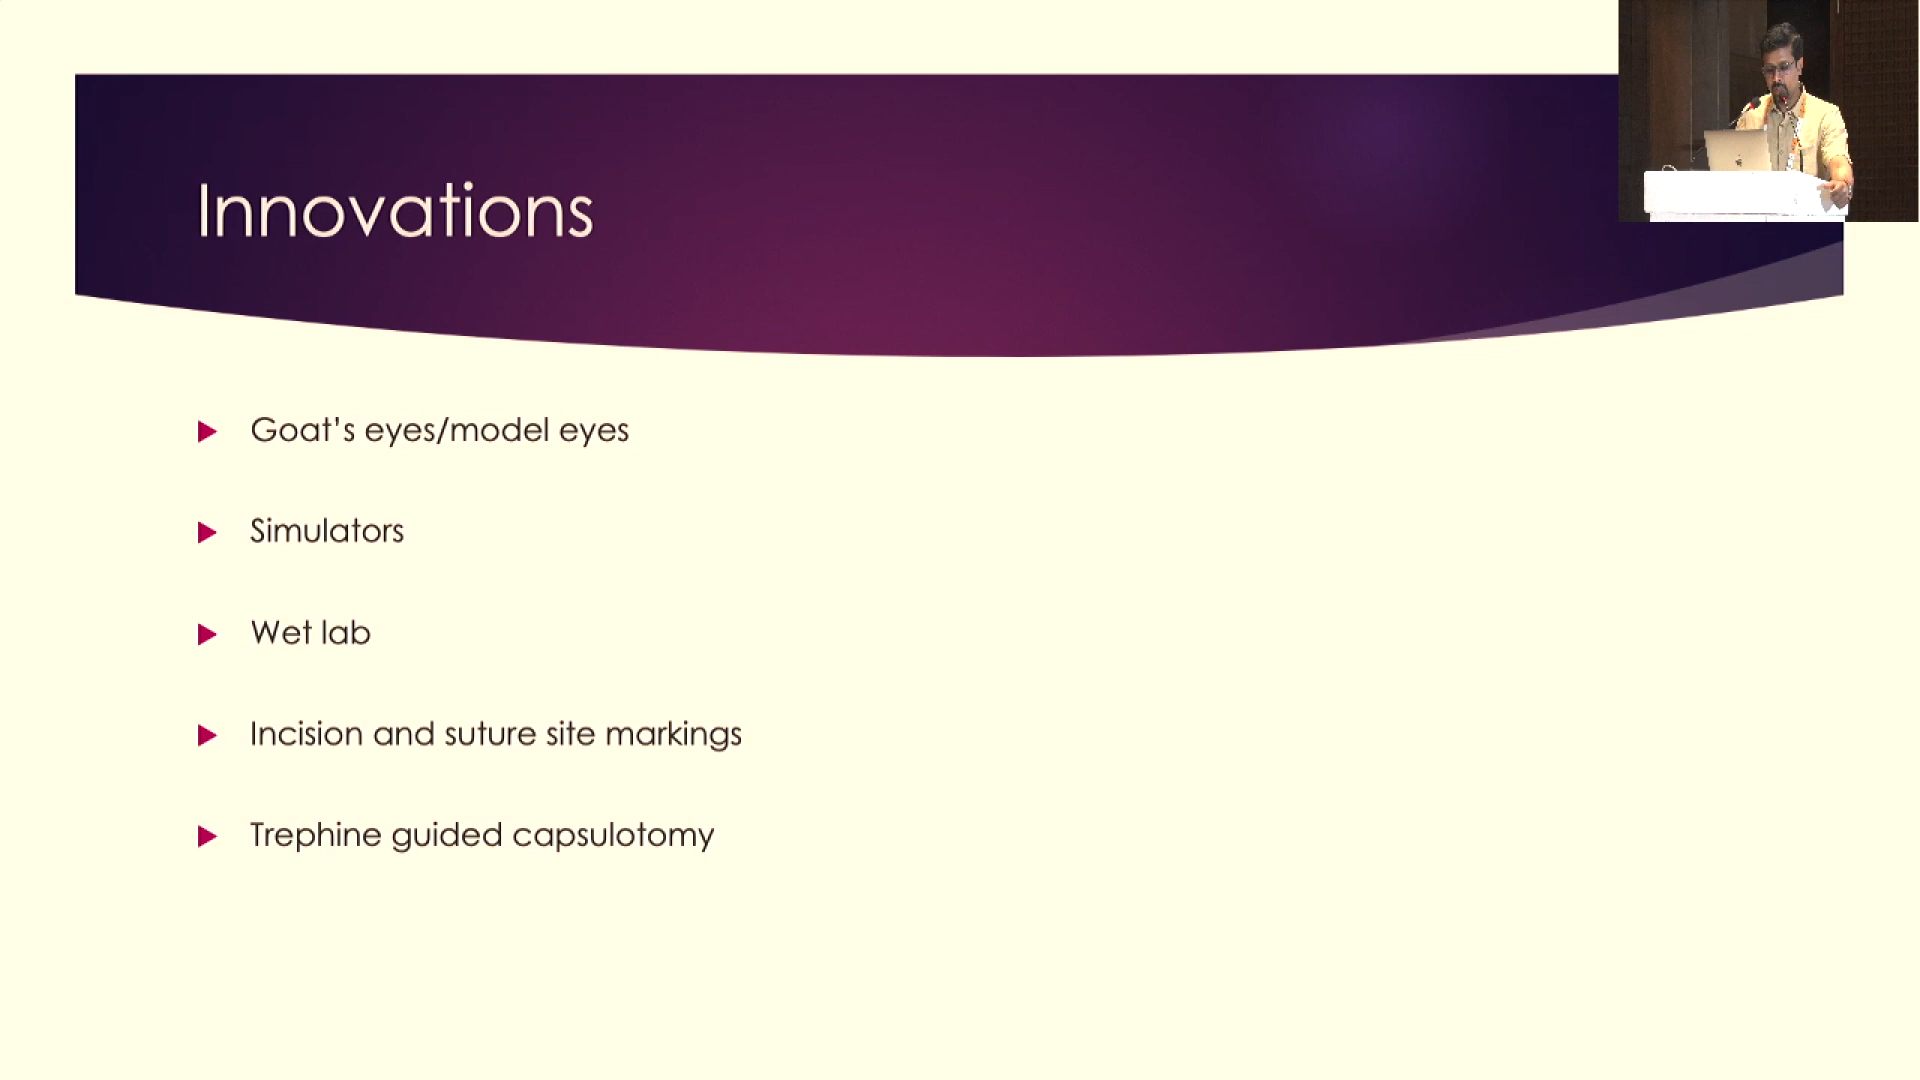 Innovations
Goat's eyes/model eyes
Simulators
Wet lab
Incision and suture site markings
Trephine guided capsulotomy